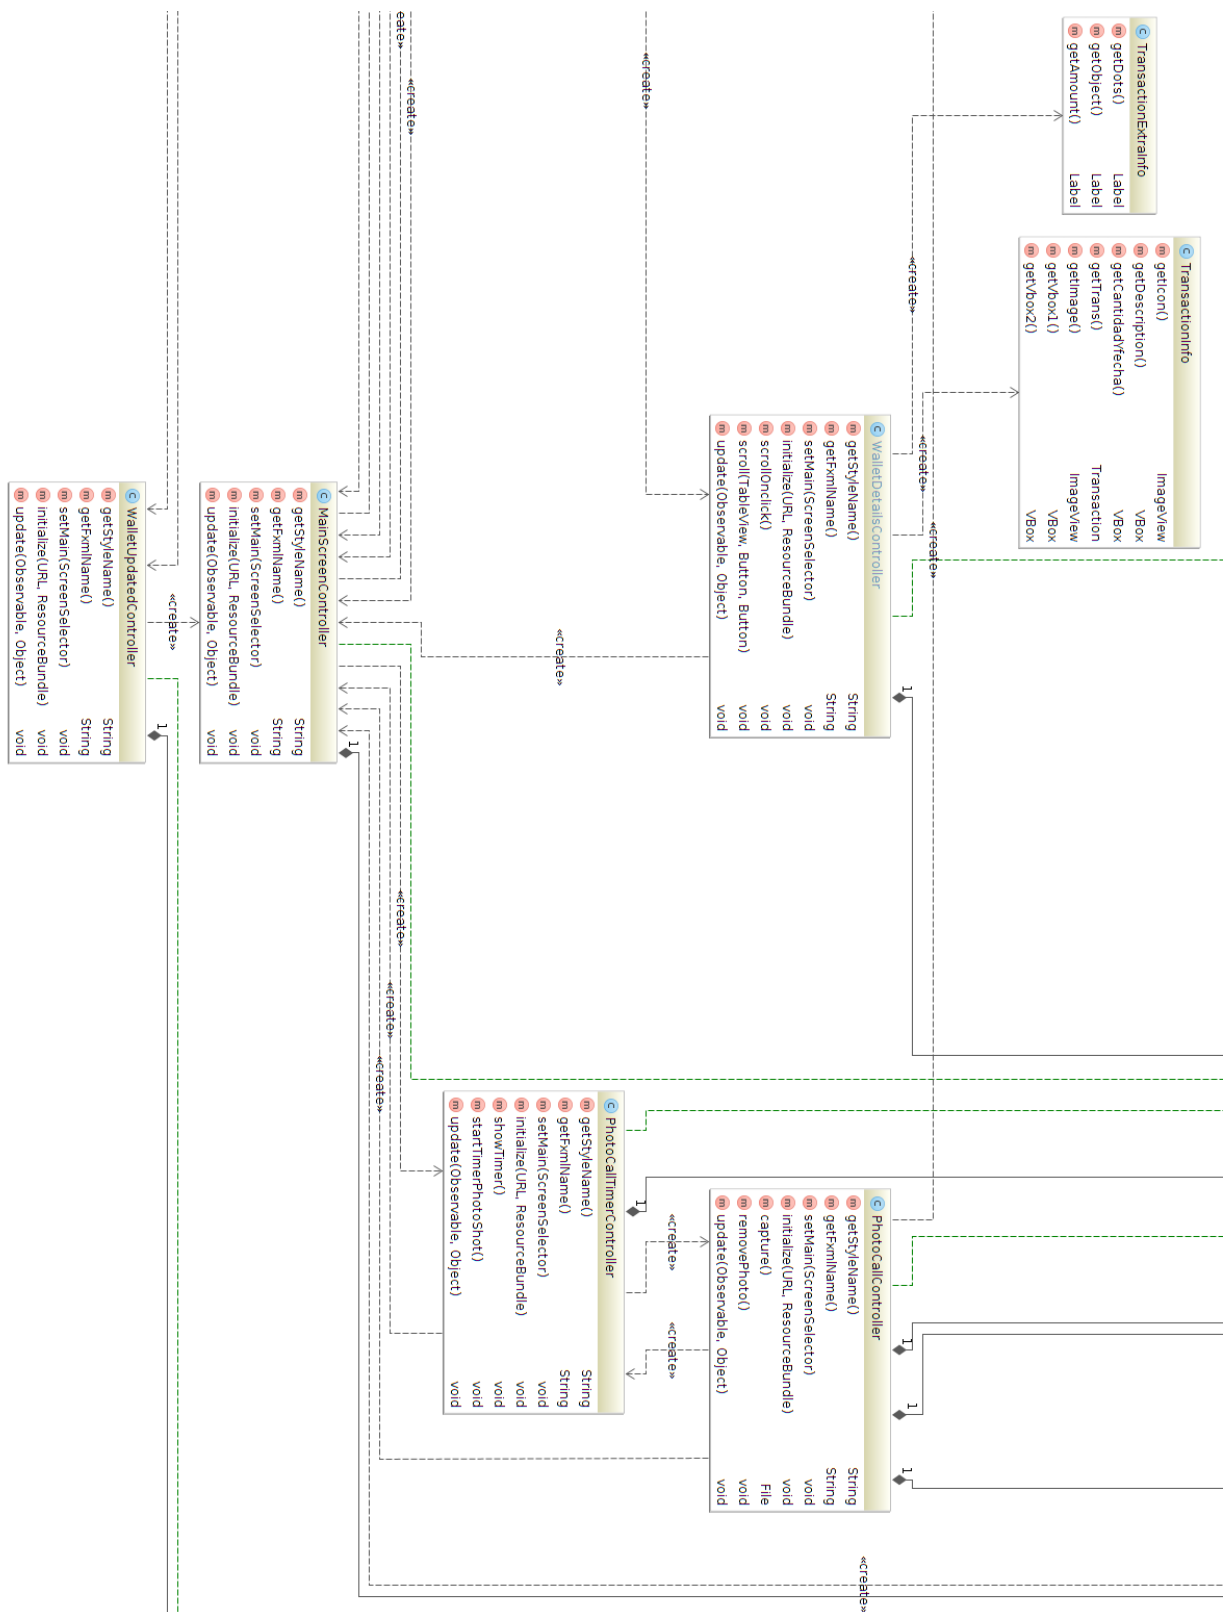 TransactionExtraInfo
getDots() Label
getObject() Label
getAmount() Label
TransactionInfo
getIcon() ImageView
getDescription() VBox
getCantidadYfecha() VBox
getTrans() Transaction
getImage() ImageView
getVbox1() VBox
getVbox2() VBox
WalletDetailsController
getStyleName() String
getFxmlName() String
setMain(ScreenSelector) void
initialize(URL, ResourceBundle) void
scrollOnclick() void
scroll(TableView, Button, Button) void
update(Observable, Object) void
MainScreenController
getStyleName() String
getFxmlName() String
setMain(ScreenSelector) void
initialize(URL, ResourceBundle) void
update(Observable, Object) void
WalletUpdatedController
getStyleName() String
getFxmlName() String
setMain(ScreenSelector) void
initialize(URL, ResourceBundle) void
update(Observable, Object) void
PhotoCallTimerController
getStyleName() String
getFxmlName() String
setMain(ScreenSelector) void
initialize(URL, ResourceBundle) void
showTimer() void
startTimerPhotoShot() void
update(Observable, Object) void
PhotoCallController
getStyleName() String
getFxmlName() String
setMain(ScreenSelector) void
initialize(URL, ResourceBundle) void
capture() File
removePhoto() void
update(Observable, Object) void
eate»
«create»
«create»
«create»
«create»
«create»
«create»
«create»
«create»
«create»
«create»
«create»
«create»
«create»
1
1
1
1
1
1
1